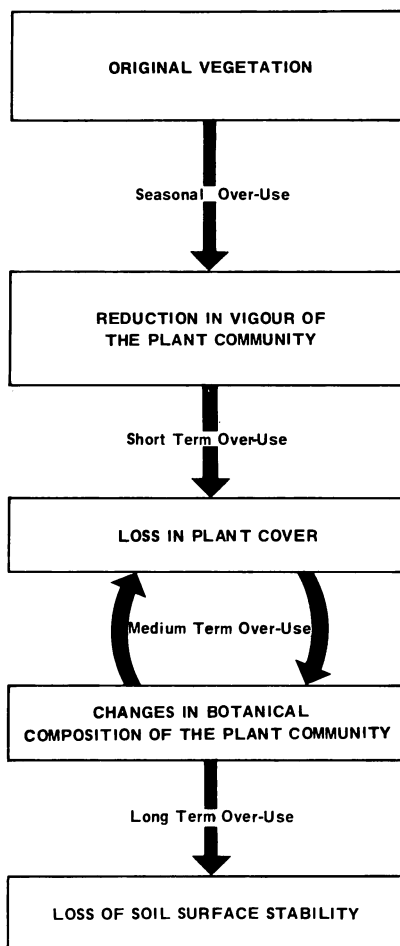 ORIGINAL VEGETATION
Seasonal Over-Use
REDUCTION IN VIGOUR OF
THE PLANT COMMUNITY
Short Term Over-Use
LOSS IN PLANT COVER
Medium Term Over-Use
CHANGES IN BOTANICAL
COMPOSITION OF THE PLANT COMMUNITY
Long Term Over-Use
LOSS OF SOIL SURFACE STABILITY